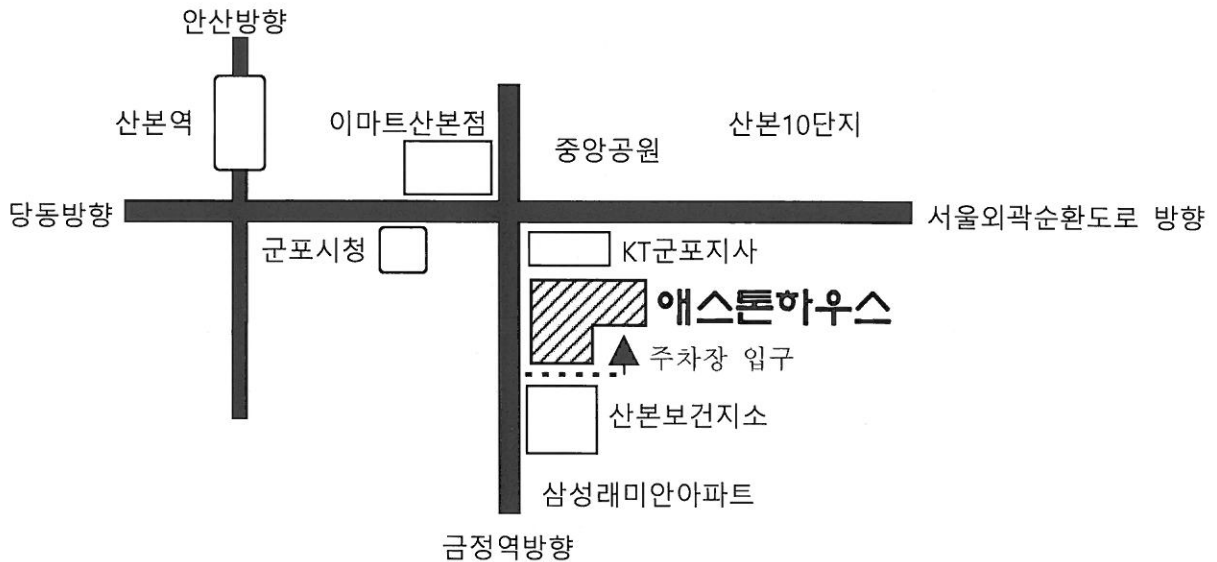 안산방향
산본역
이마트산본점
중앙공원
산본10단지
당동방향
서울외곽순환도로 방향
군포시청
KT군포지사
애스톤하우스
주차장 입구
산본보건지소
삼성래미안아파트
금정역방향